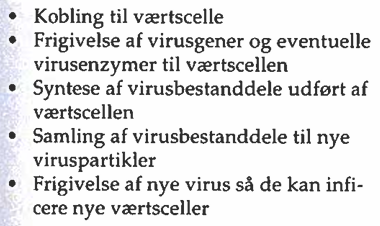 • Kobling til værtscelle
• Frigivelse af virusgener og eventuelle
virusenzymer til værtscellen
• Syntese af virusbestanddele udført af
værtscellen
• Samling af virusbestanddele til nye
viruspartikler
• Frigivelse af nye virus så de kan infi-
cere nye værtsceller